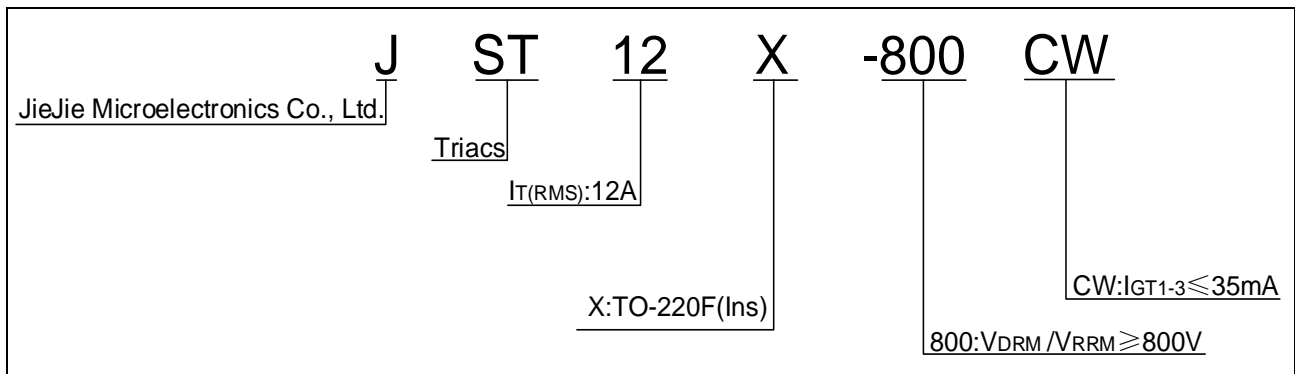 J ST 12 X -800 CW
JieJie Microelectronics Co., Ltd.
Triacs
IT(RMS):12A
CW:IGT1-3≤35mA
X:TO-220F(Ins)
800:VDRM /VRRM≥800V